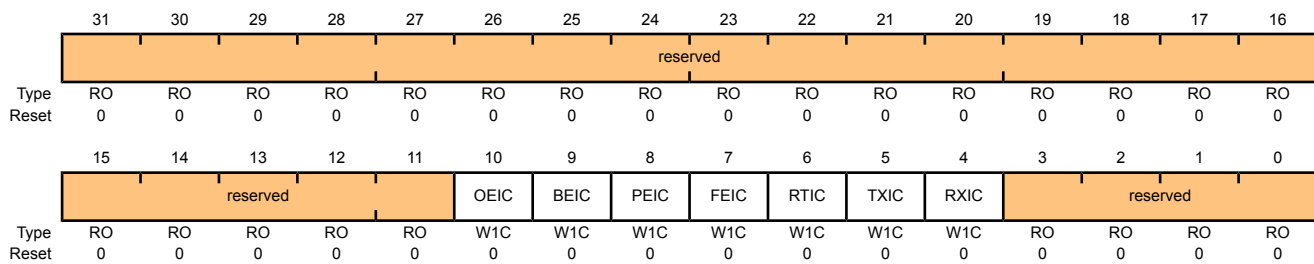 31 30 29 28 27 26 25 24 23 22 21 20 19 18 17 16
reserved
Type RO RO RO RO RO RO RO RO RO RO RO RO RO RO RO RO
Reset 0 0 0 0 0 0 0 0 0 0 0 0 0 0 0 0
15 14 13 12 11 10 9 8 7 6 5 4 3 2 1 0
reserved OEIC BEIC PEIC FEIC RTIC TXIC RXIC reserved
Type RO RO RO RO RO W1C W1C W1C W1C W1C W1C W1C RO RO RO RO
Reset 0 0 0 0 0 0 0 0 0 0 0 0 0 0 0 0